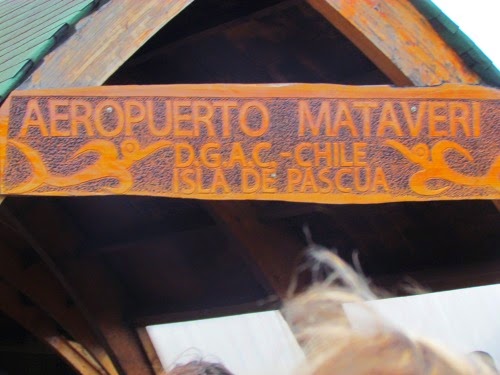 AEROPUERTO MATAVERI
D.G.A.C.-CHILE
ISLA DE PASCUA